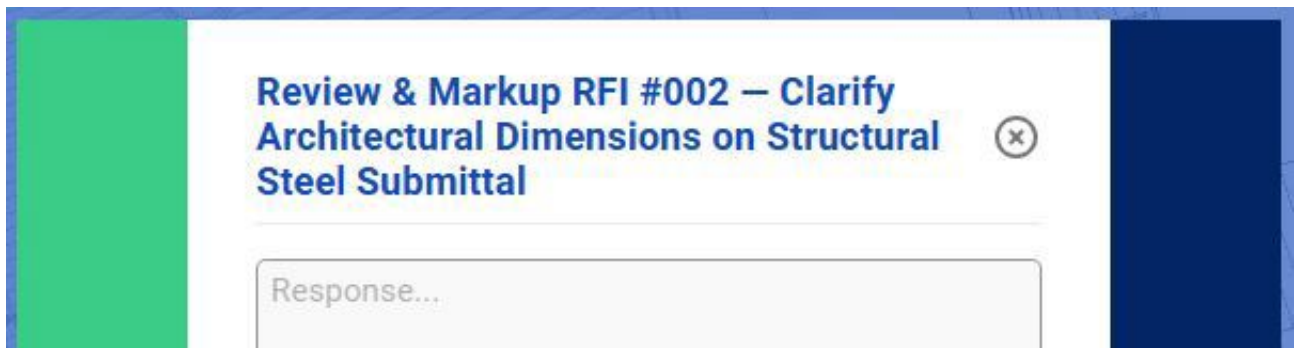 Review & Markup RFI #002 — Clarify
Architectural Dimensions on Structural
Steel Submittal
Response...